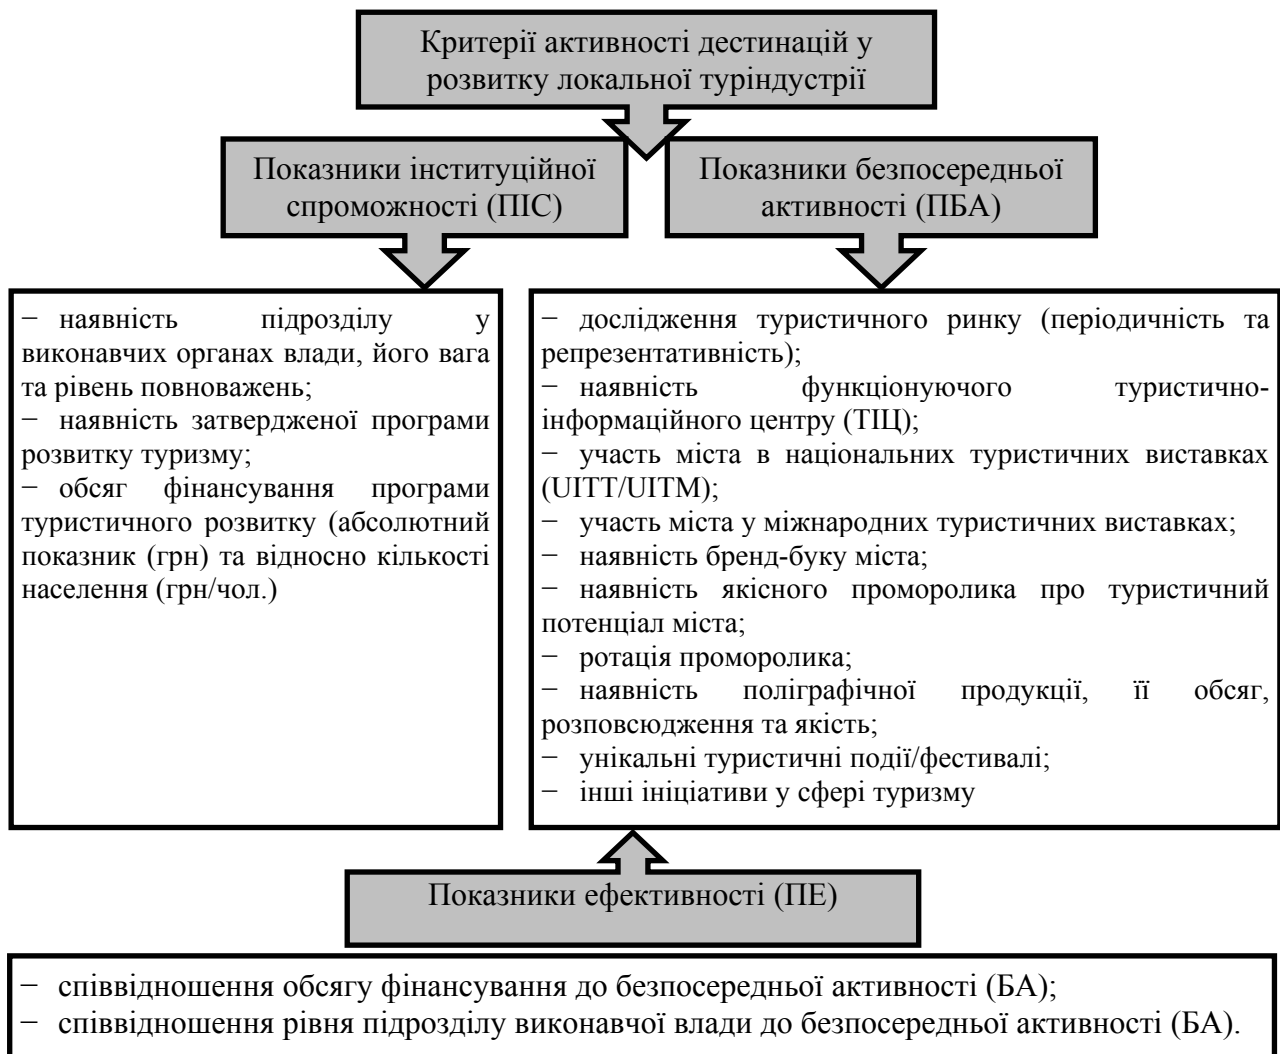 Критерії активності дестинацій у
розвитку локальної туріндустрії
Показники інституційної
спроможності (ПІС)
Показники безпосередньої
активності (ПБА)
− наявність підрозділу у
виконавчих органах влади, його вага
та рівень повноважень;
− наявність затвердженої програми
розвитку туризму;
− обсяг фінансування програми
туристичного розвитку (абсолютний
показник (грн) та відносно кількості
населення (грн/чол.)
− дослідження туристичного ринку (періодичність та
репрезентативність);
− наявність функціонуючого туристично-
інформаційного центру (ТІЦ);
− участь міста в національних туристичних виставках
(UITT/UITM);
− участь міста у міжнародних туристичних виставках;
− наявність бренд-буку міста;
− наявність якісного проморолика про туристичний
потенціал міста;
− ротація проморолика;
− наявність поліграфічної продукції, її обсяг,
розповсюдження та якість;
− унікальні туристичні події/фестивалі;
− інші ініціативи у сфері туризму
Показники ефективності (ПЕ)
− співвідношення обсягу фінансування до безпосередньої активності (БА);
− співвідношення рівня підрозділу виконавчої влади до безпосередньої активності (БА).